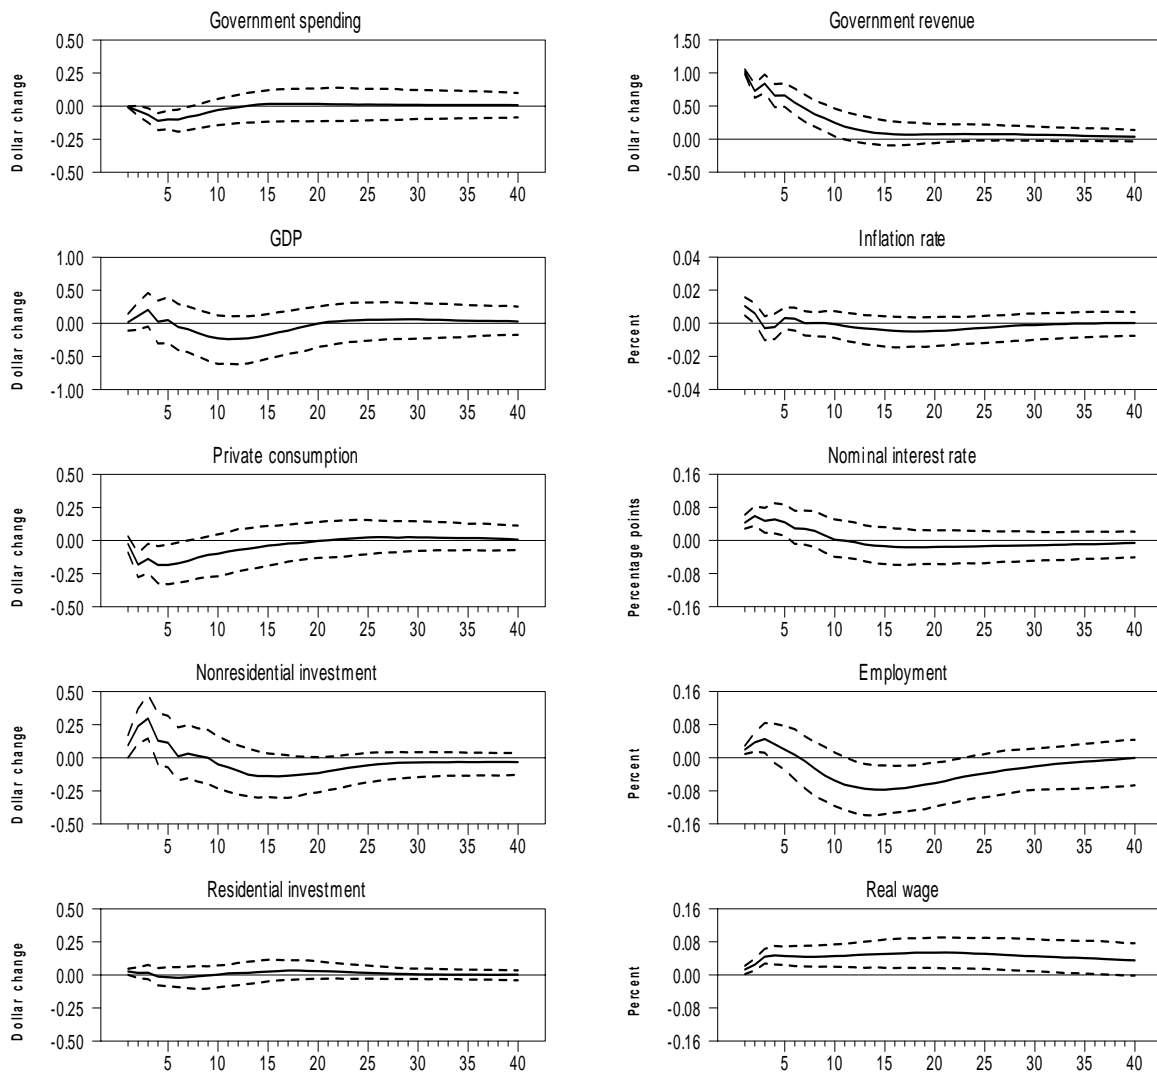 Government spending
Dollar change
0.50
0.25
0.00
-0.25
-0.50
5 10 15 20 25 30 35 40
Government revenue
Dollar change
1.50
1.00
0.50
0.00
-0.50
5 10 15 20 25 30 35 40
GDP
Dollar change
1.00
0.50
0.00
-0.50
-1.00
5 10 15 20 25 30 35 40
Inflation rate
Percent
0.04
0.02
0.00
-0.02
-0.04
5 10 15 20 25 30 35 40
Private consumption
Dollar change
0.50
0.25
0.00
-0.25
-0.50
5 10 15 20 25 30 35 40
Nominal interest rate
Percentage points
0.16
0.08
0.00
-0.08
-0.16
5 10 15 20 25 30 35 40
Nonresidential investment
Dollar change
0.50
0.25
0.00
-0.25
-0.50
5 10 15 20 25 30 35 40
Employment
Percent
0.16
0.08
0.00
-0.08
-0.16
5 10 15 20 25 30 35 40
Residential investment
Dollar change
0.50
0.25
0.00
-0.25
-0.50
5 10 15 20 25 30 35 40
Real wage
Percent
0.16
0.08
0.00
-0.08
-0.16
5 10 15 20 25 30 35 40